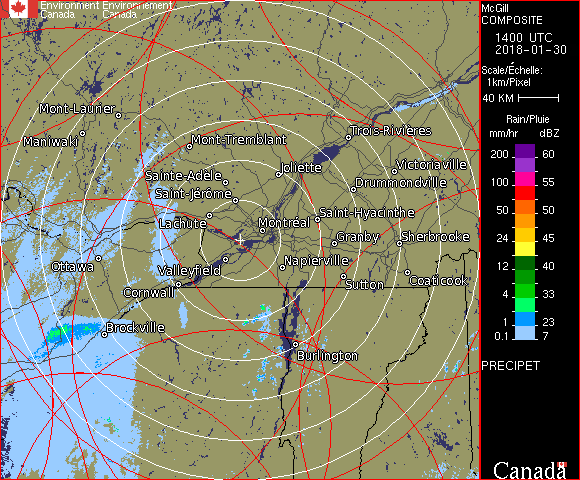 Environment Environnement
Canada Canada
McGill
COMPOSITE
1400 UTC
2018-01-30
Scale/Échelle:
1km/Pixel
40 KM
Rain/Pluie
mm/hr dBZ
200 60
100 55
50 50
24 45
12 40
4 33
1 23
0.1 7
PRECIPET
Canada
Mont-Laurier
Maniwaki
Mont-Tremblant
Trois-Rivières
Joliette
Victoriaville
Sainte-Adèle
Drummondville
Saint-Jérôme
Lachute
Montréal
Saint-Hyacinthe
Granby
Sherbrooke
Ottawa
Valleyfield
Napierville
Cornwall
Sutton
Coaticook
Brockville
Burlington